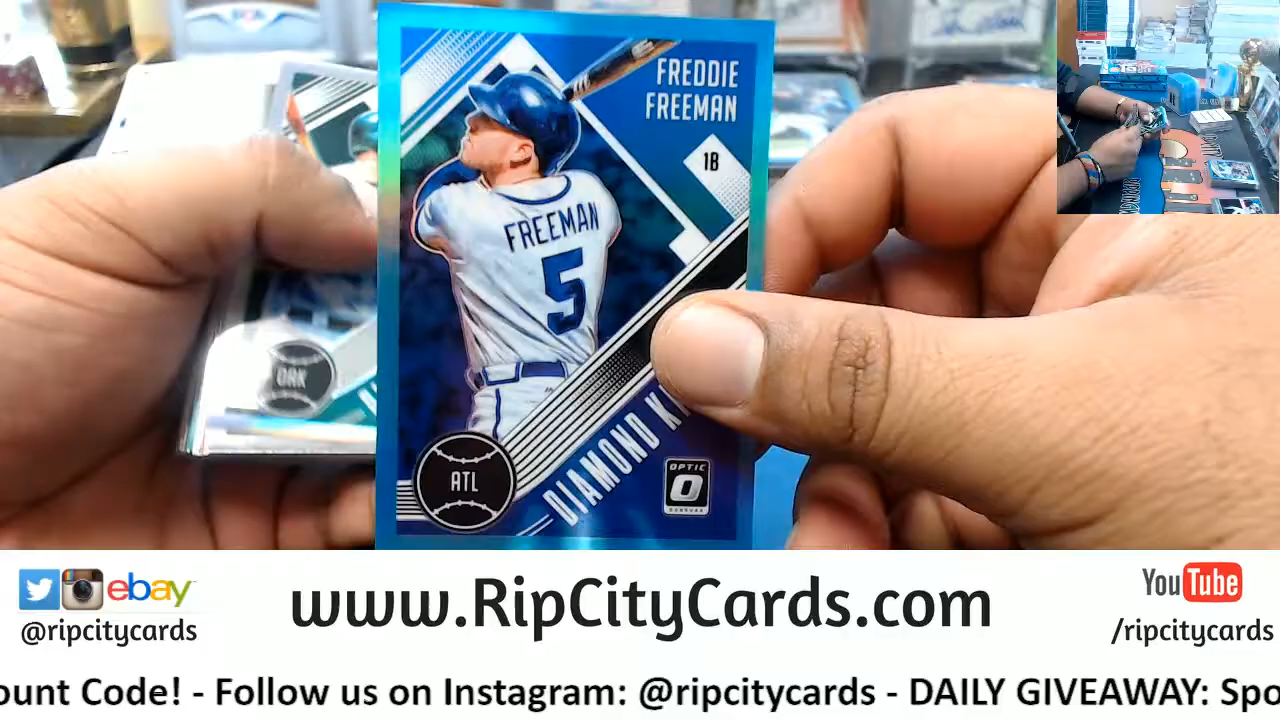 FREDDIE
FREEMAN
1B
FREEMAN
5
ATL
DIAMOND K
OPTIC
DONRUSS
OAK
ebay
@ripcitycards
www.RipCityCards.com
YouTube
/ripcitycards
ount Code! - Follow us on Instagram: @ripcitycards - DAILY GIVEAWAY: Spo